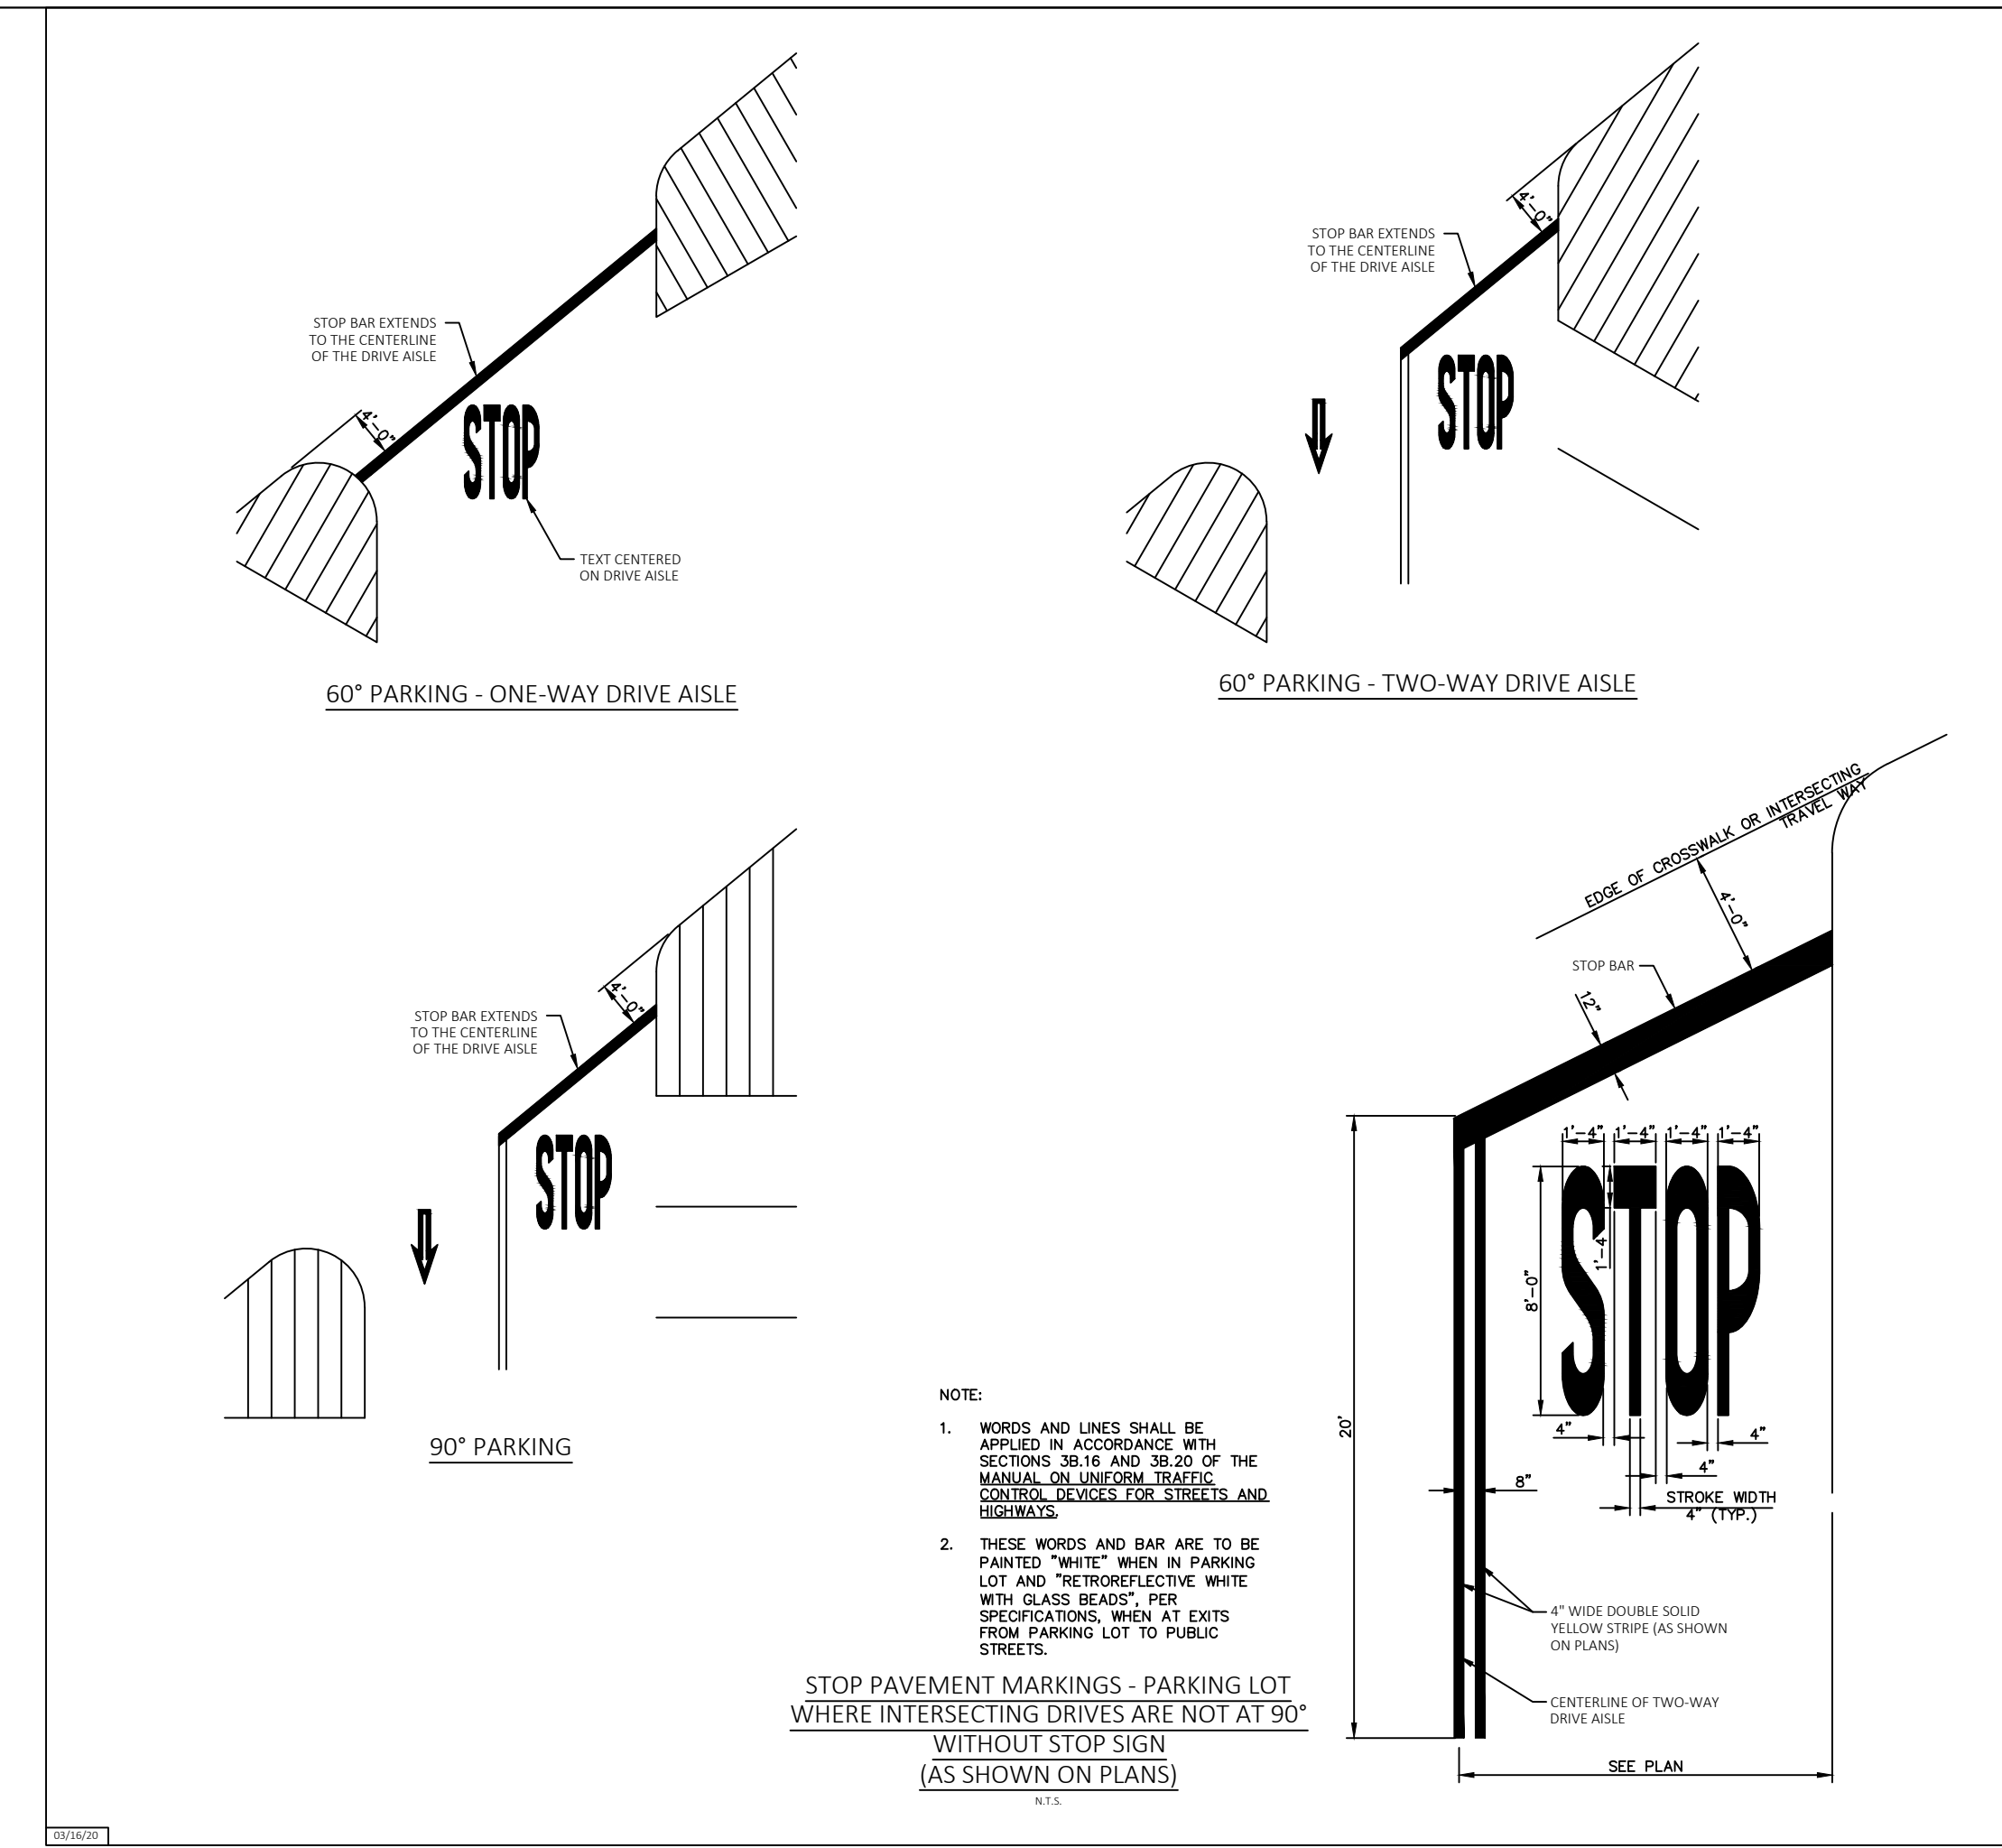 STOP BAR EXTENDS
TO THE CENTERLINE
OF THE DRIVE AISLE
4'-0"
STOP
TEXT CENTERED
ON DRIVE AISLE
60° PARKING - ONE-WAY DRIVE AISLE
4'-0"
STOP BAR EXTENDS
TO THE CENTERLINE
OF THE DRIVE AISLE
STOP
60° PARKING - TWO-WAY DRIVE AISLE
4'-0"
STOP BAR EXTENDS
TO THE CENTERLINE
OF THE DRIVE AISLE
STOP
90° PARKING
EDGE OF CROSSWALK OR INTERSECTING
TRAVEL WAY
4'-0"
STOP BAR
12"
1'-4" 1'-4" 1'-4" 1'-4"
STOP
1'-4
8'-0"
20'
4"
4"
4"
8"
STROKE WIDTH
4" (TYP.)
4" WIDE DOUBLE SOLID
YELLOW STRIPE (AS SHOWN
ON PLANS)
CENTERLINE OF TWO-WAY
DRIVE AISLE
SEE PLAN
NOTE:
1. WORDS AND LINES SHALL BE
APPLIED IN ACCORDANCE WITH
SECTIONS 3B.16 AND 3B.20 OF THE
MANUAL ON UNIFORM TRAFFIC
CONTROL DEVICES FOR STREETS AND
HIGHWAYS.
2. THESE WORDS AND BAR ARE TO BE
PAINTED "WHITE" WHEN IN PARKING
LOT AND "RETROREFLECTIVE WHITE
WITH GLASS BEADS", PER
SPECIFICATIONS, WHEN AT EXITS
FROM PARKING LOT TO PUBLIC
STREETS.
STOP PAVEMENT MARKINGS - PARKING LOT
WHERE INTERSECTING DRIVES ARE NOT AT 90°
WITHOUT STOP SIGN
(AS SHOWN ON PLANS)
N.T.S.
03/16/20